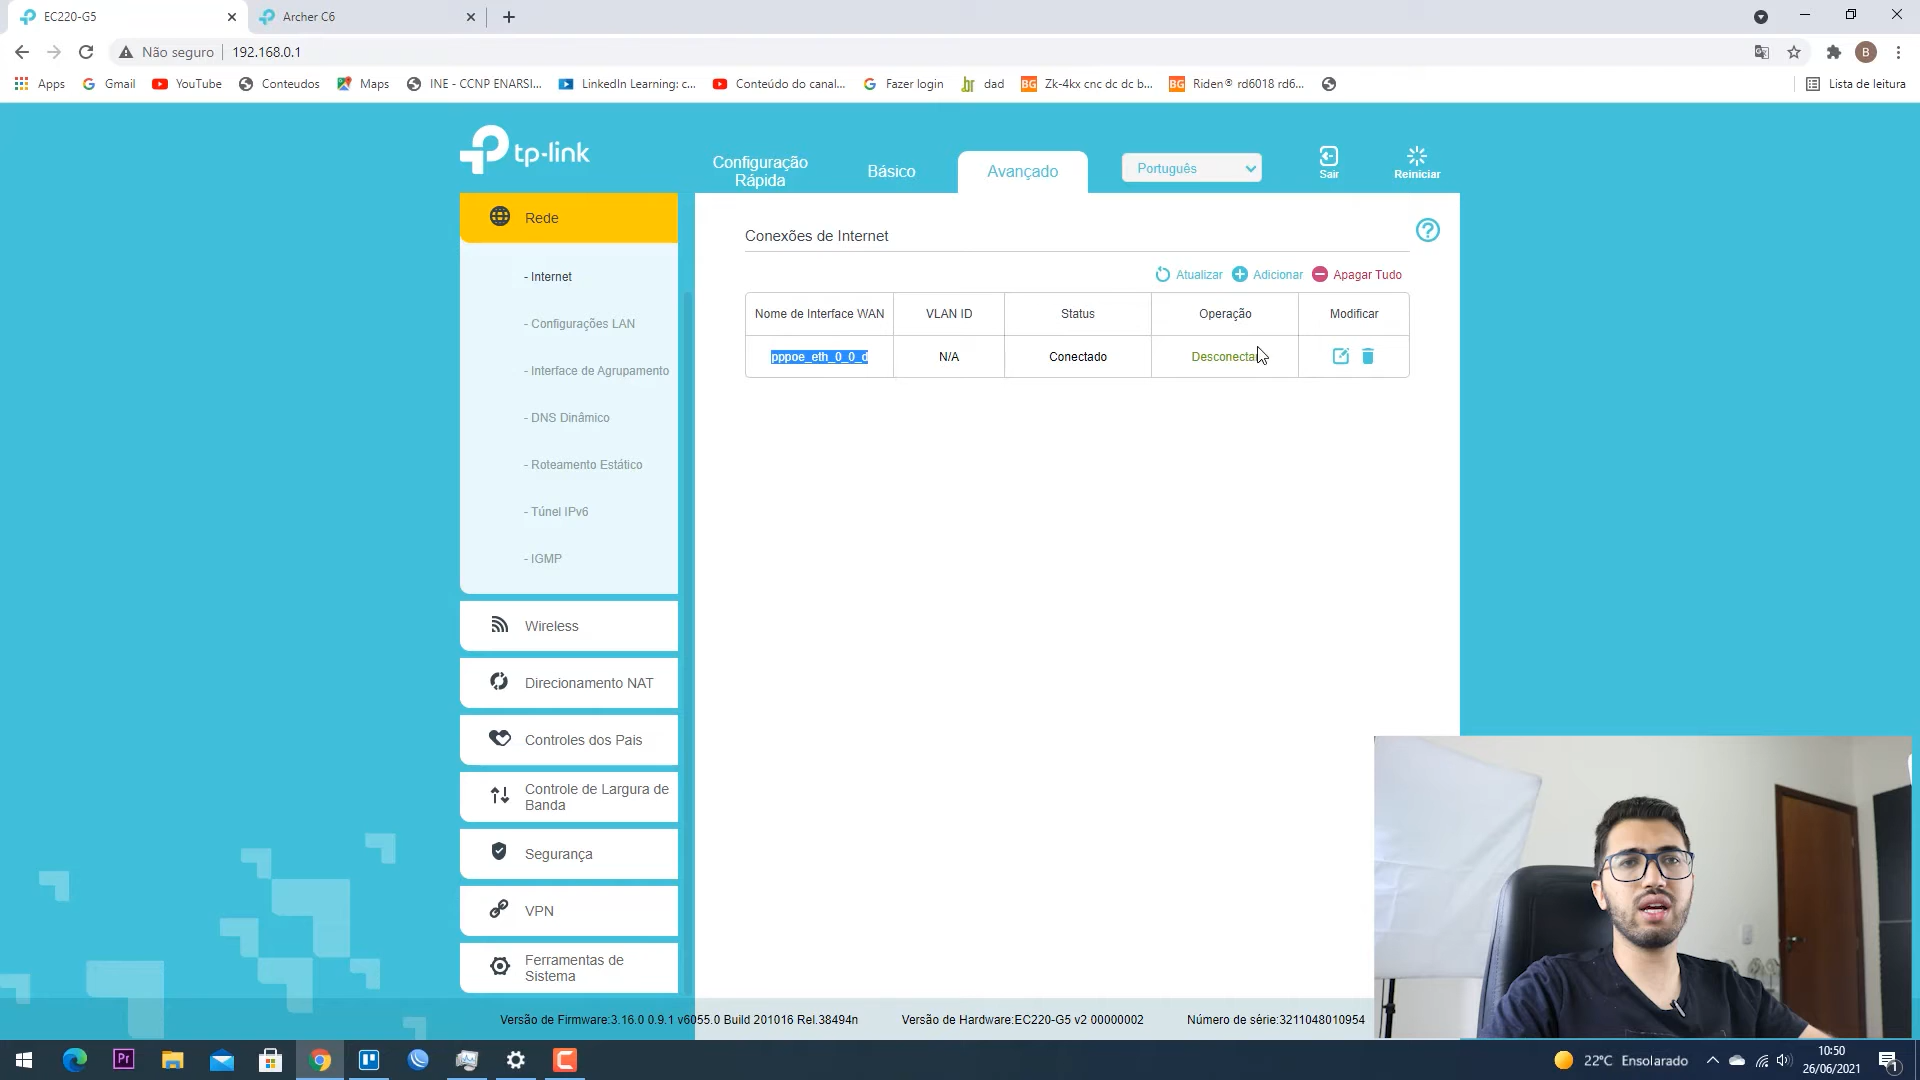 EC220-G5
Archer C6
Não seguro
192.168.0.1
B
Apps
Gmail
YouTube
Conteudos
Maps
INE - CCNP ENARSI...
LinkedIn Learning: c...
Conteúdo do canal...
Fazer login
dad
BG Zk-4kx cnc dc dc b...
BG Riden® rd6018 rd6...
Lista de leitura
tp-link
Configuração
Rápida
Básico
Avançado
Português
Sair
Reiniciar
Rede
- Internet
- Configurações LAN
- Interface de Agrupamento
- DNS Dinâmico
- Roteamento Estático
- Túnel IPv6
- IGMP
Wireless
Direcionamento NAT
Controles dos Pais
Controle de Largura de
Banda
Segurança
VPN
Ferramentas de
Sistema
Conexões de Internet
Atualizar
Adicionar
Apagar Tudo
Nome de Interface WAN
VLAN ID
Status
Operação
Modificar
pppoe_eth_0_0_d
N/A
Conectado
Desconectar
Versão de Firmware:3.16.0 0.9.1 v6055.0 Build 201016 Rel.38494n
Versão de Hardware:EC220-G5 v2 00000002
Número de série:3211048010954
Pr
22°C Ensolarado
10:50
26/06/2021
1